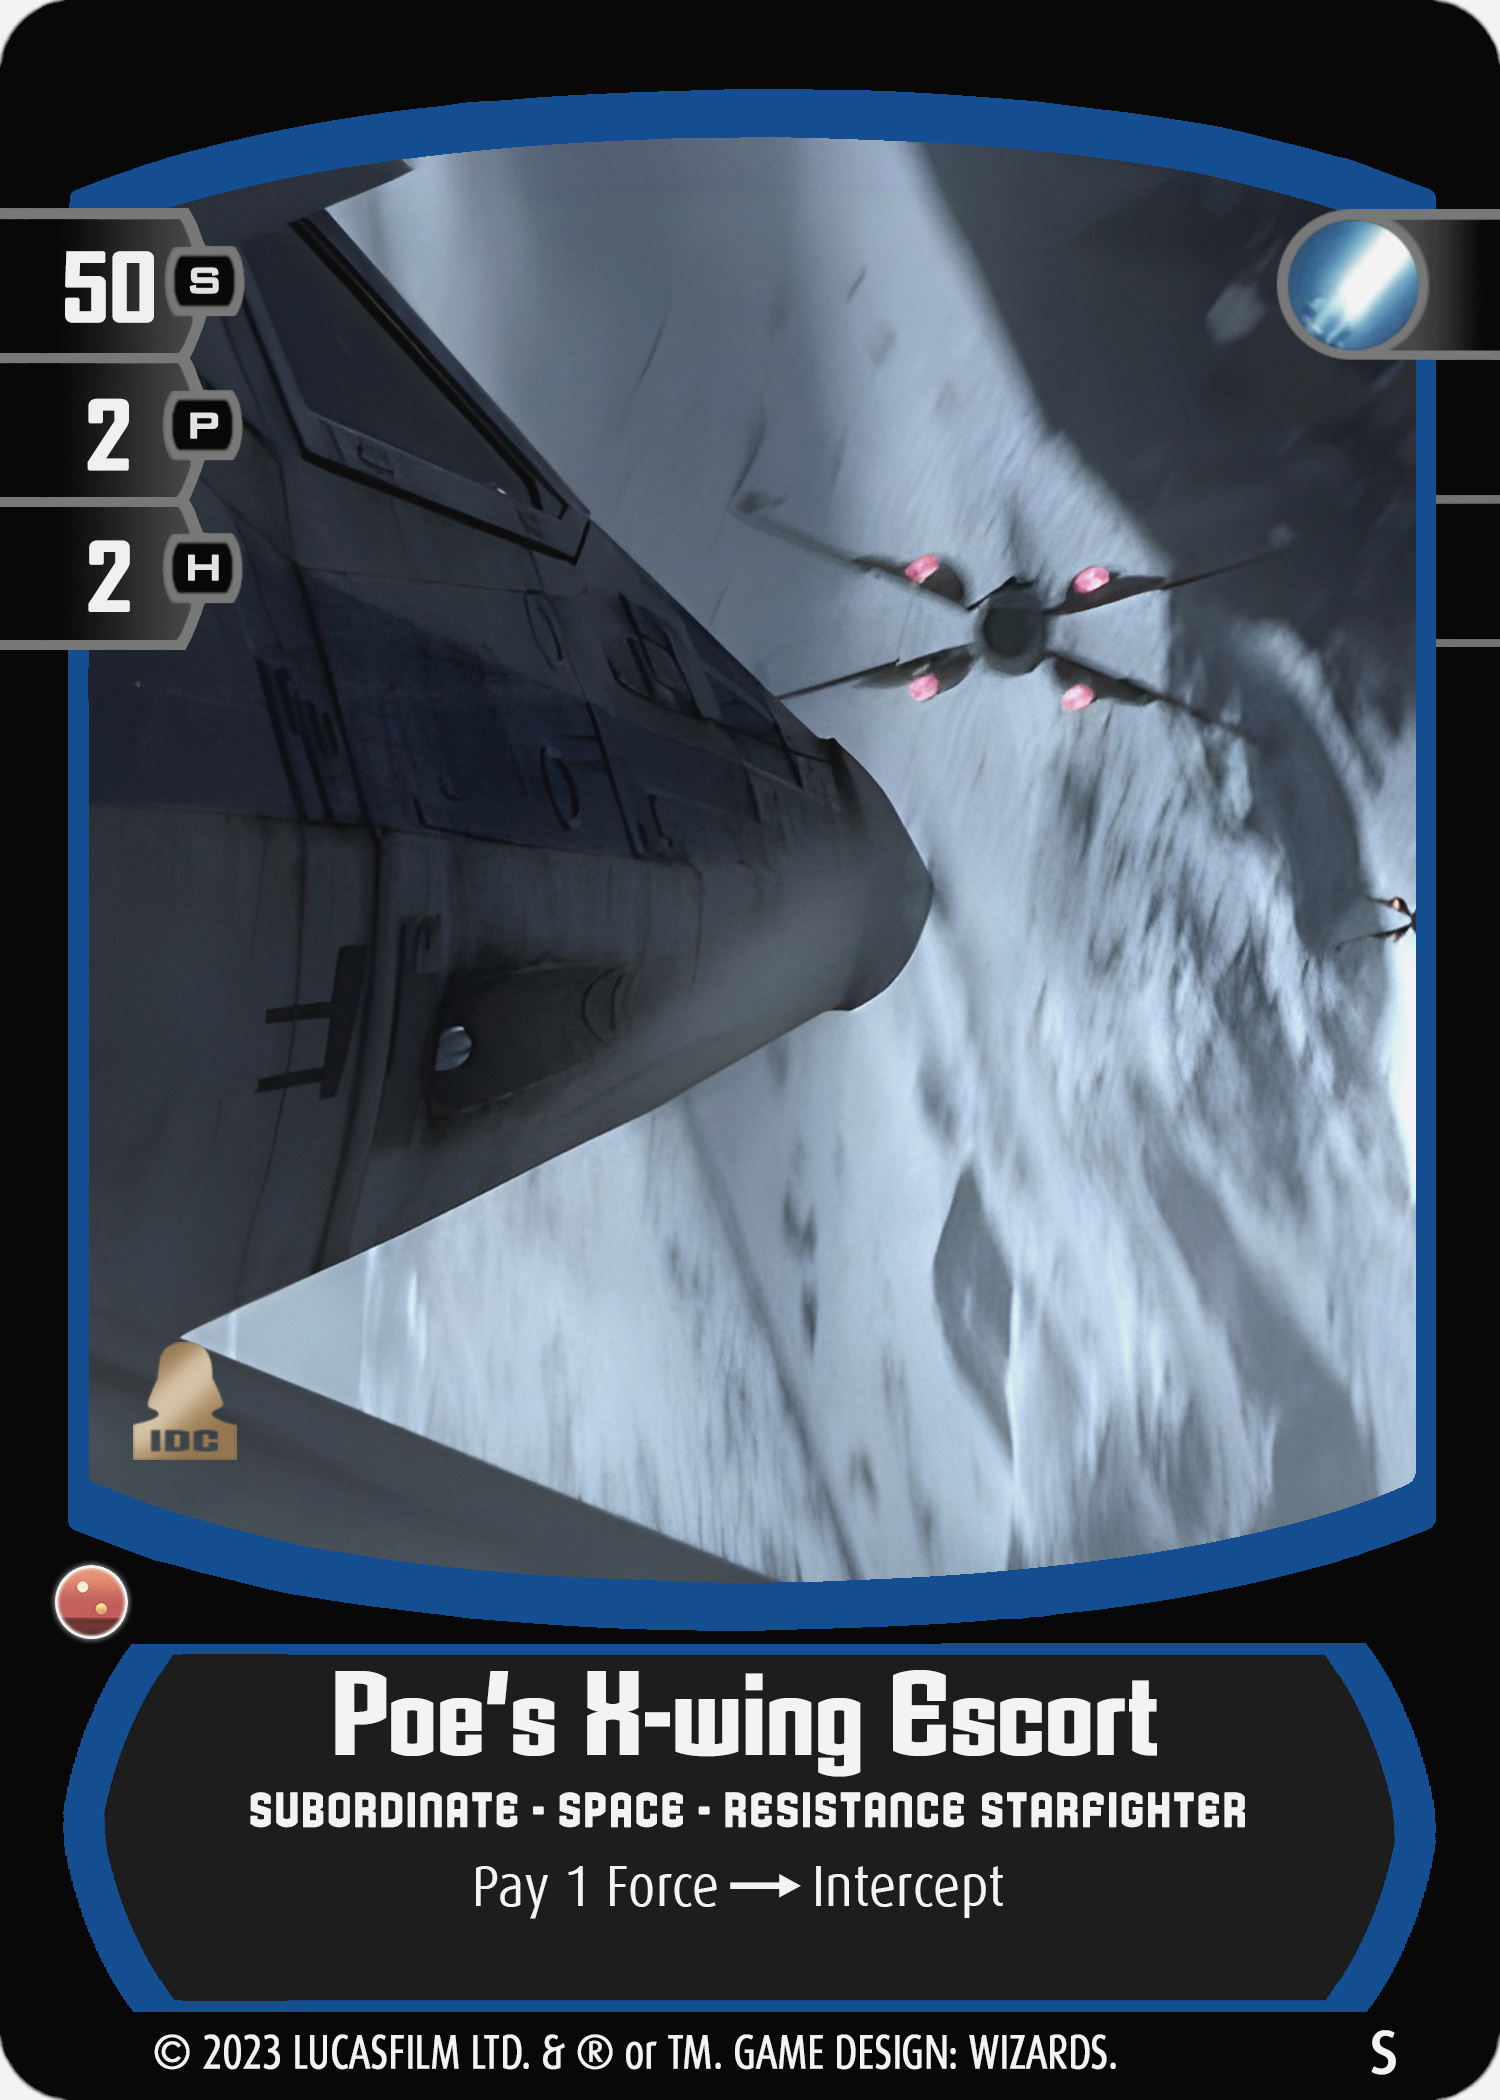 50 S
2 P
2 H
IDC
Poe's X-wing Escort
SUBORDINATE - SPACE - RESISTANCE STARFIGHTER
Pay 1 Force → Intercept
© 2023 LUCASFILM LTD. & ® or TM. GAME DESIGN: WIZARDS. S